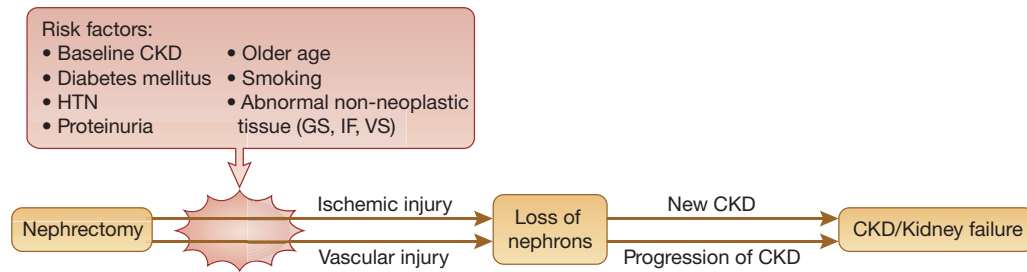 Risk factors:
• Baseline CKD
• Diabetes mellitus
• HTN
• Proteinuria
• Older age
• Smoking
• Abnormal non-neoplastic
tissue (GS, IF, VS)
Nephrectomy
Ischemic injury
Vascular injury
Loss of
nephrons
New CKD
Progression of CKD
CKD/Kidney failure